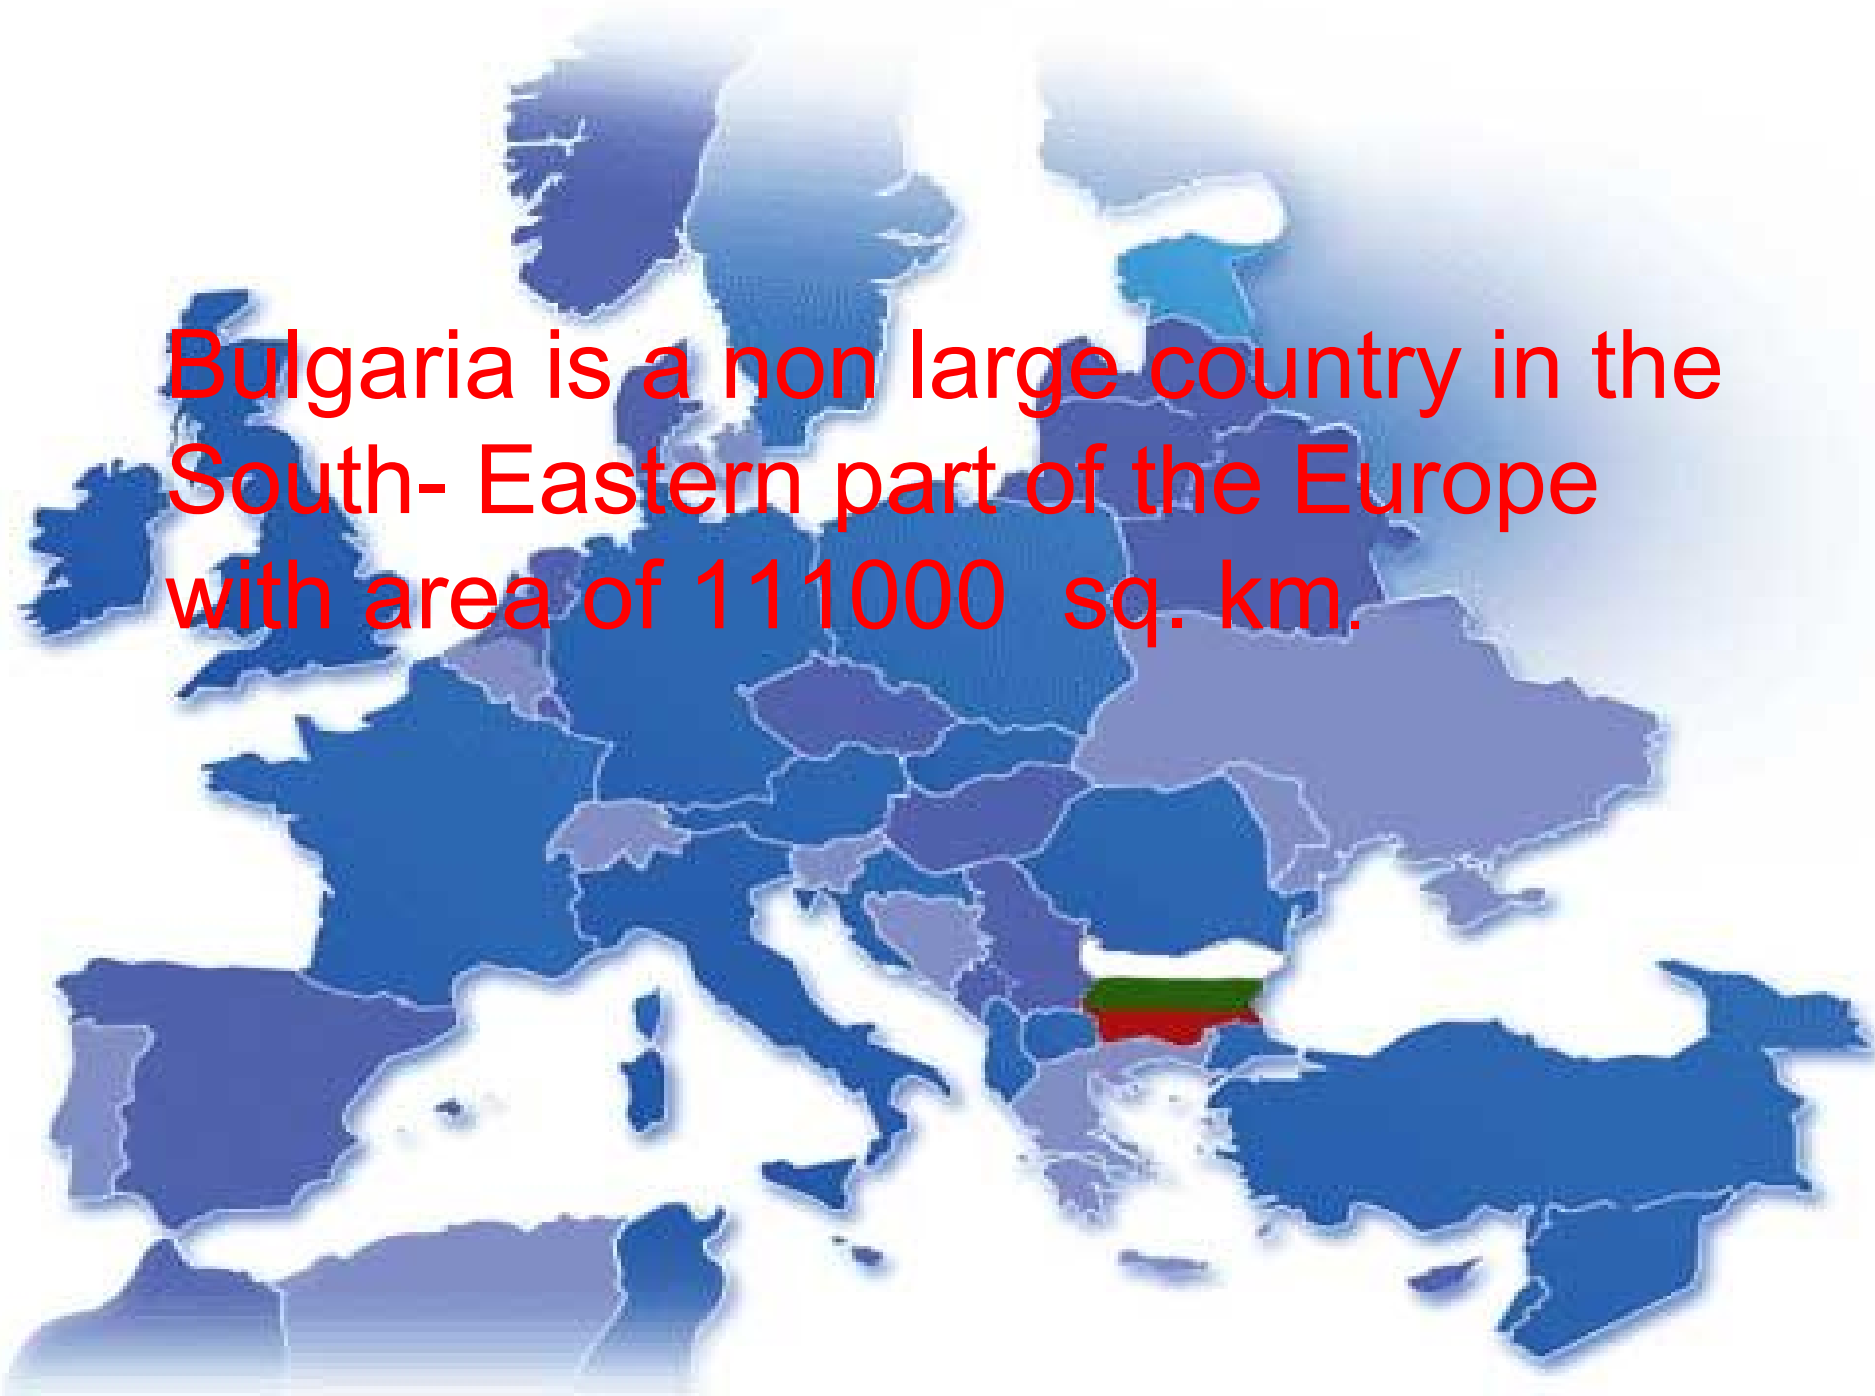 Bulgaria is a non large country in the
South- Eastern part of the Europe
with area of 111000  sq. km.